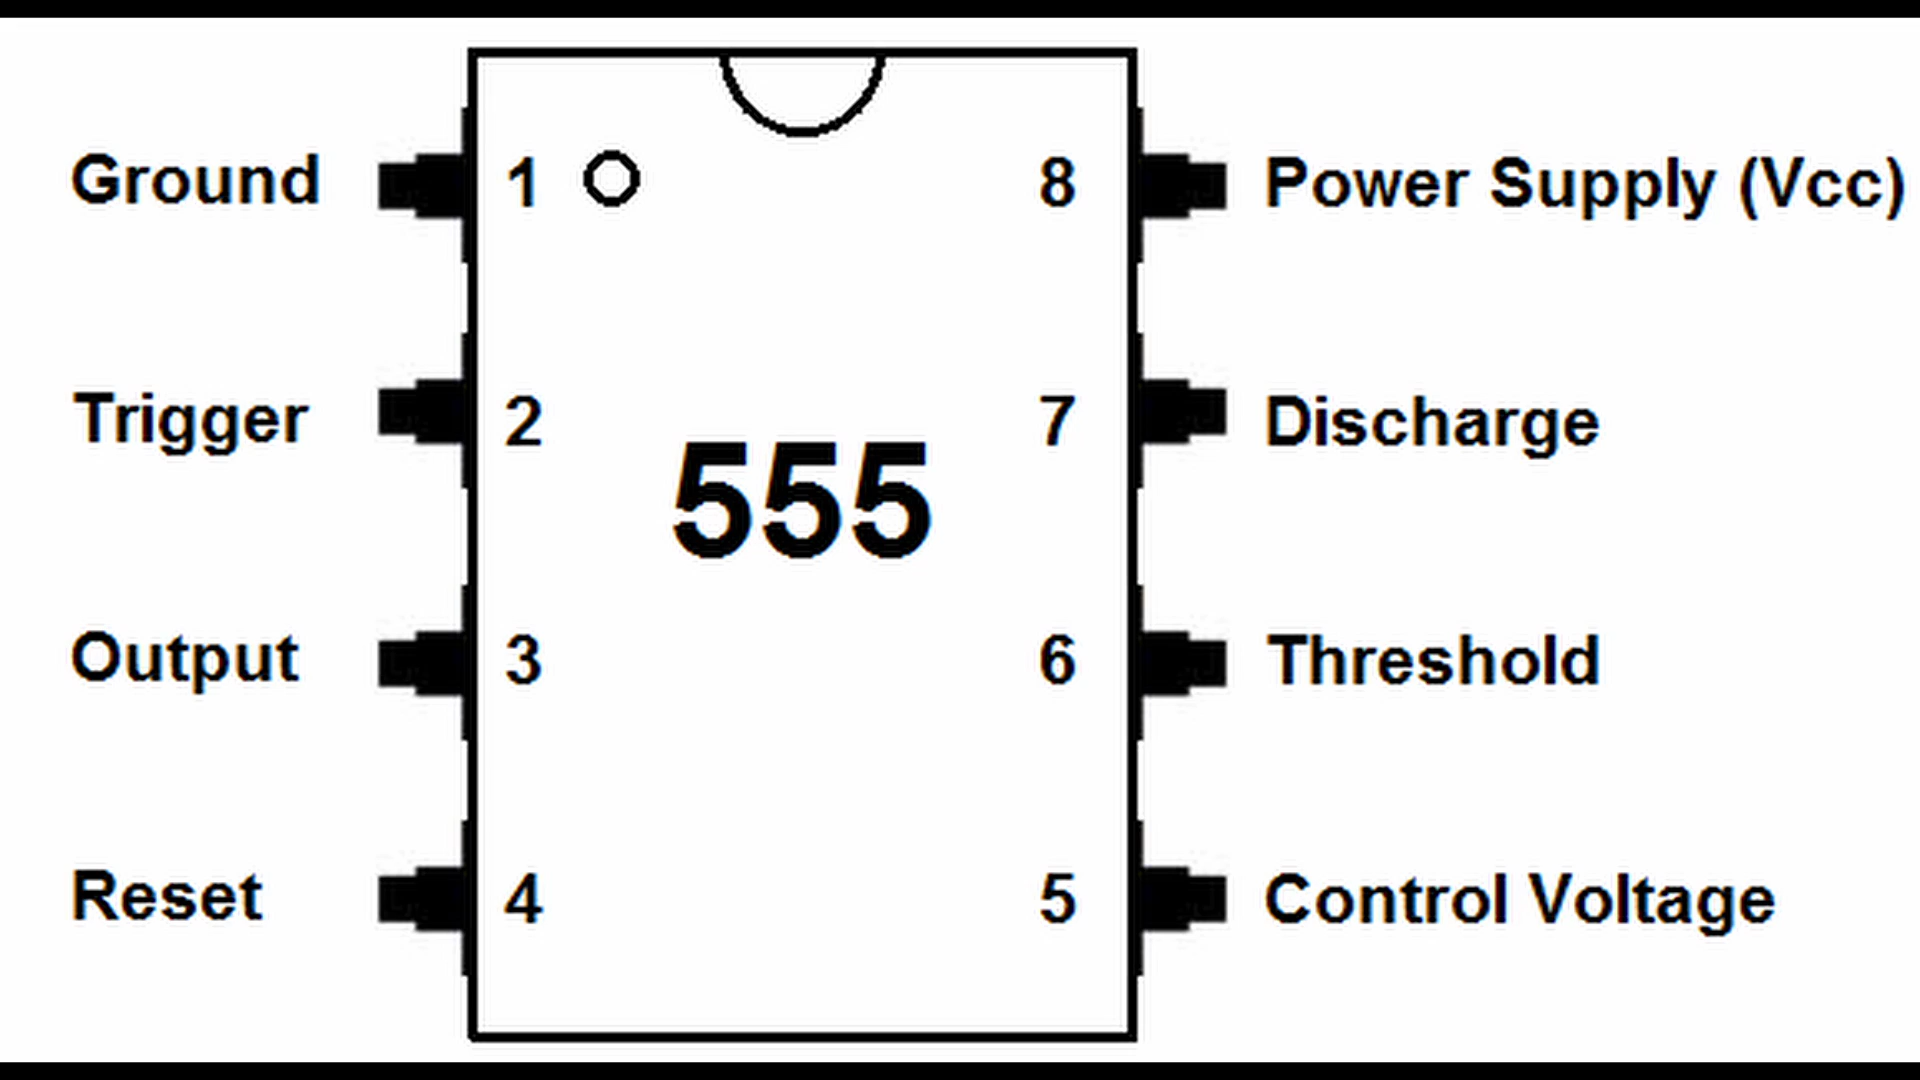 Ground 1 8 Power Supply (Vcc)
Trigger 2 7 Discharge
555
Output 3 6 Threshold
Reset 4 5 Control Voltage